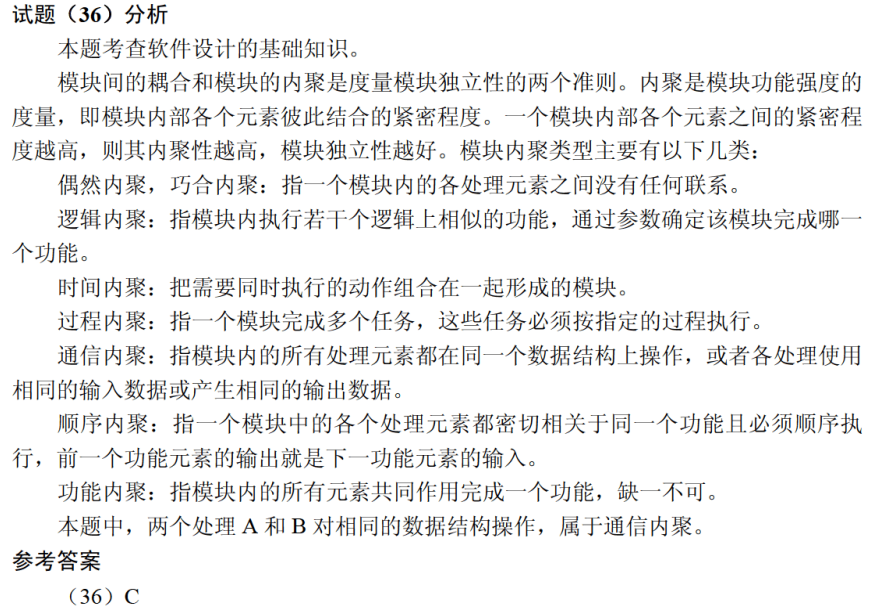 试题（36）分析
本题考查软件设计的基础知识。
模块间的耦合和模块的内聚是度量模块独立性的两个准则。内聚是模块功能强度的
度量，即模块内部各个元素彼此结合的紧密程度。一个模块内部各个元素之间的紧密程
度越高，则其内聚性越高，模块独立性越好。模块内聚类型主要有以下几类：
偶然内聚，巧合内聚：指一个模块内的各处理元素之间没有任何联系。
逻辑内聚：指模块内执行若干个逻辑上相似的功能，通过参数确定该模块完成哪一
个功能。
时间内聚：把需要同时执行的动作组合在一起形成的模块。
过程内聚：指一个模块完成多个任务，这些任务必须按指定的过程执行。
通信内聚：指模块内的所有处理元素都在同一个数据结构上操作，或者各处理使用
相同的输入数据或产生相同的输出数据。
顺序内聚：指一个模块中的各个处理元素都密切相关于同一个功能且必须顺序执
行，前一个功能元素的输出就是下一功能元素的输入。
功能内聚：指模块内的所有元素共同作用完成一个功能，缺一不可。
本题中，两个处理 A 和 B 对相同的数据结构操作，属于通信内聚。
参考答案
（36）C